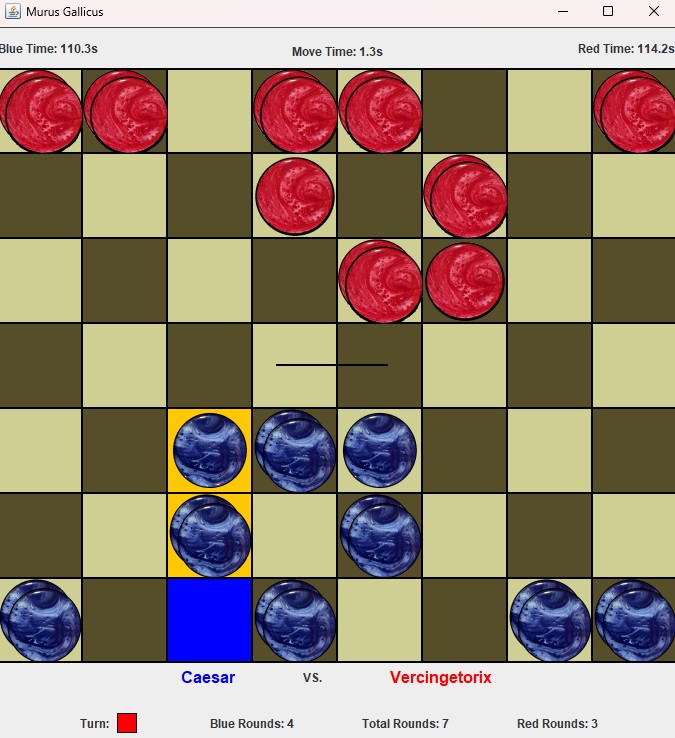 Murus Gallicus
Blue Time: 110.3s
Move Time: 1.3s
Red Time: 114.2s
Caesar
VS.
Vercingetorix
Turn:
Blue Rounds: 4
Total Rounds: 7
Red Rounds: 3